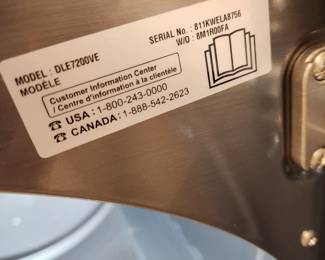 MODEL : DLE7200VE
MODÈLE
SERIAL No. : 811KWELA8756
W/O : 8M1R00FA
Customer Information Center
/ Centre d'information à la clientèle
☎ USA : 1-800-243-0000
☎ CANADA : 1-888-542-2623